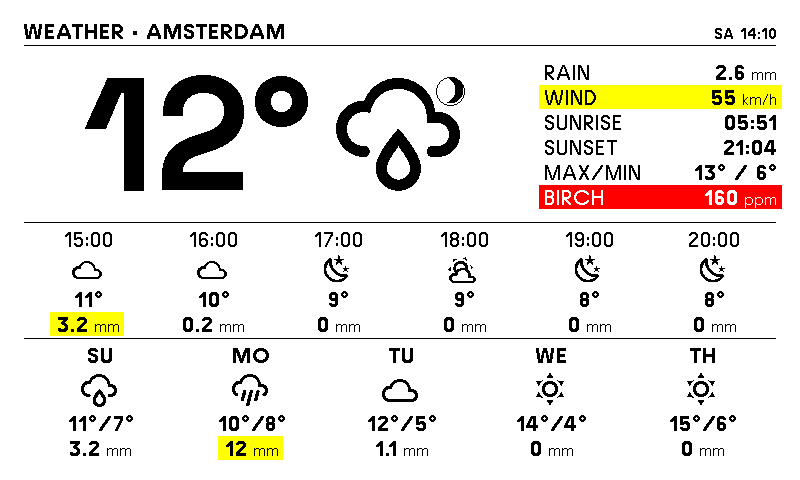 WEATHER · AMSTERDAM SA 14:10
12°
RAIN 2.6 mm
WIND 55 km/h
SUNRISE 05:51
SUNSET 21:04
MAX/MIN 13° / 6°
BIRCH 160 ppm
15:00 16:00 17:00 18:00 19:00 20:00
11° 10° 9° 9° 8° 8°
3.2 mm 0.2 mm 0 mm 0 mm 0 mm 0 mm
SU MO TU WE TH
11°/7° 10°/8° 12°/5° 14°/4° 15°/6°
3.2 mm 12 mm 1.1 mm 0 mm 0 mm